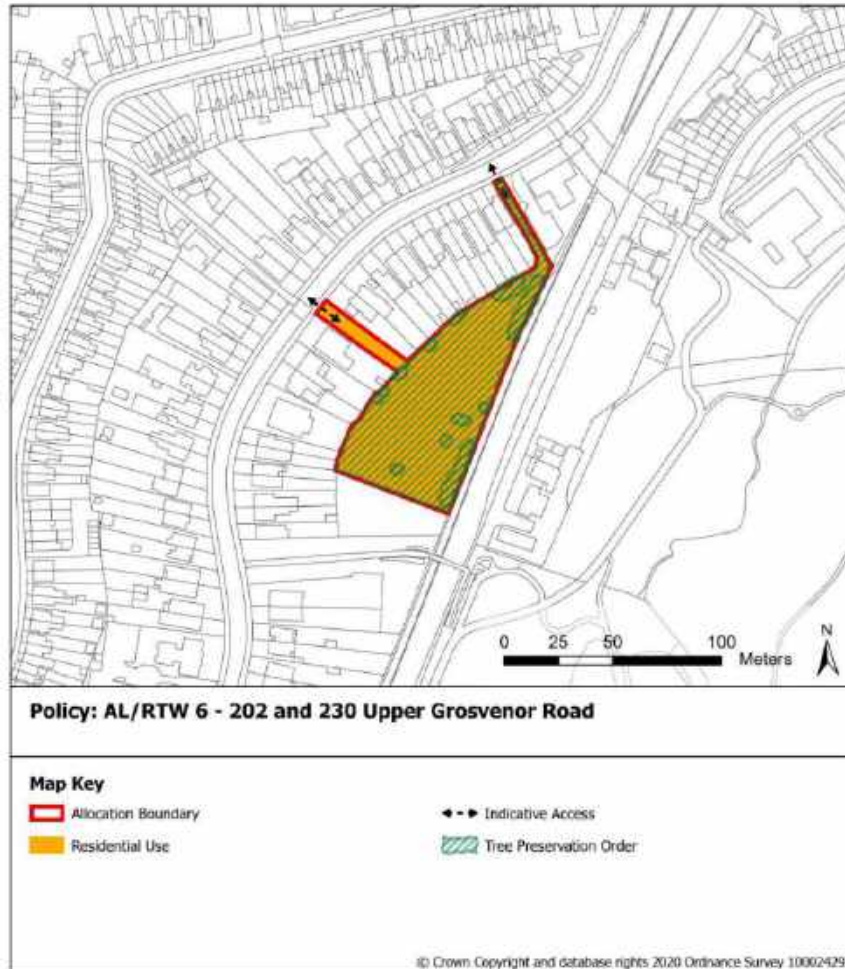 0 25 50 100
Meters
N
Policy: AL/RTW 6 - 202 and 230 Upper Grosvenor Road
Map Key
Allocation Boundary
Indicative Access
Residential Use
Tree Preservation Order
© Crown Copyright and database rights 2020 Ordnance Survey 10002429